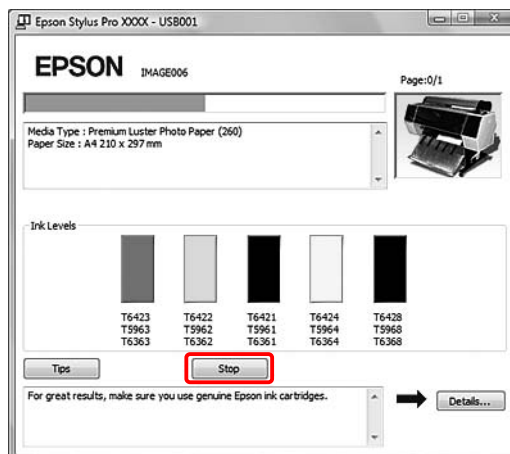 Epson Stylus Pro XXXX - USB001
EPSON IMAGE006
Page:0/1
Media Type : Premium Luster Photo Paper (260)
Paper Size : A4 210 x 297 mm
Ink Levels
T6423 T6422 T6421 T6424 T6428
T5963 T5962 T5961 T5964 T5968
T6363 T6362 T6361 T6364 T6368
Tips Stop
For great results, make sure you use genuine Epson ink cartridges.
Details...